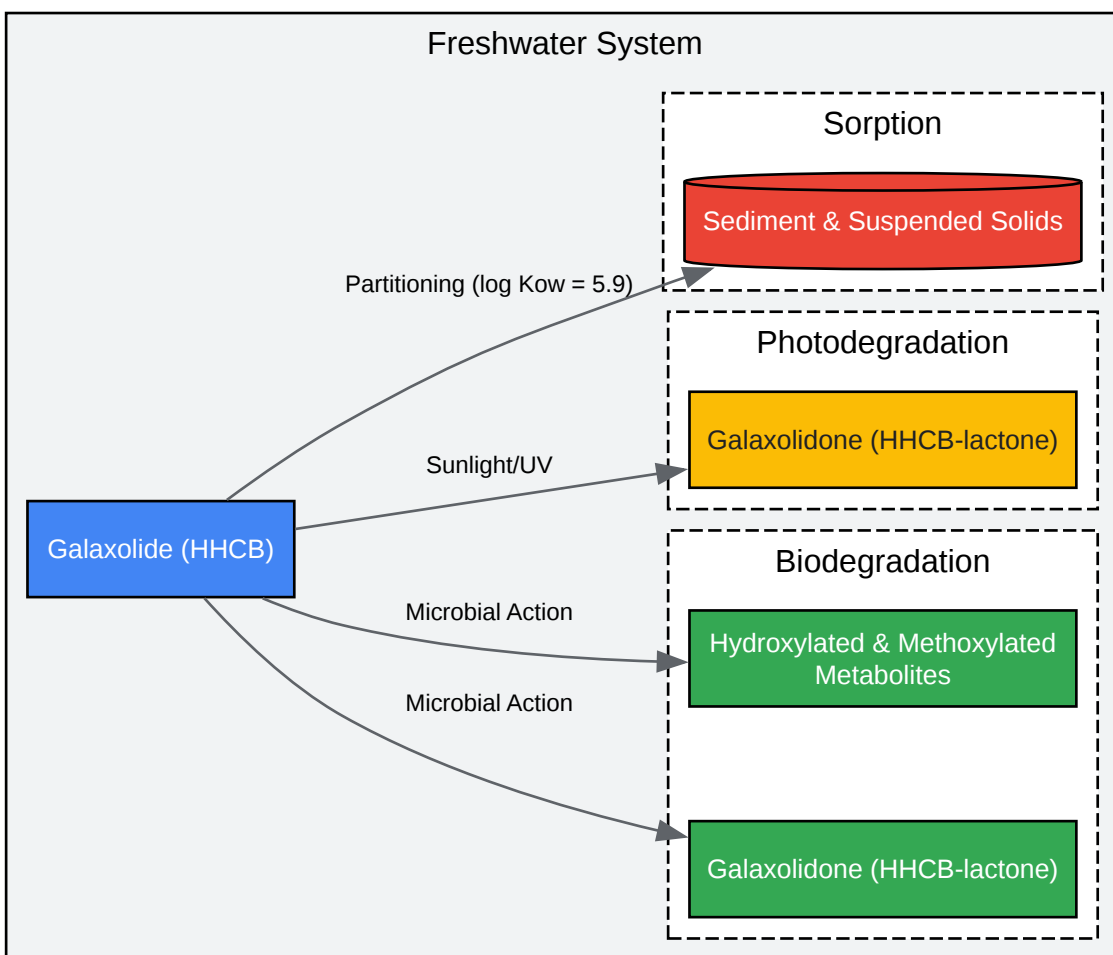 Freshwater System
Sorption
Sediment & Suspended Solids
Partitioning (log Kow = 5.9)
Photodegradation
Galaxolidone (HHCB-lactone)
Sunlight/UV
Galaxolide (HHCB)
Biodegradation
Microbial Action
Hydroxylated & Methoxylated
Metabolites
Microbial Action
Galaxolidone (HHCB-lactone)